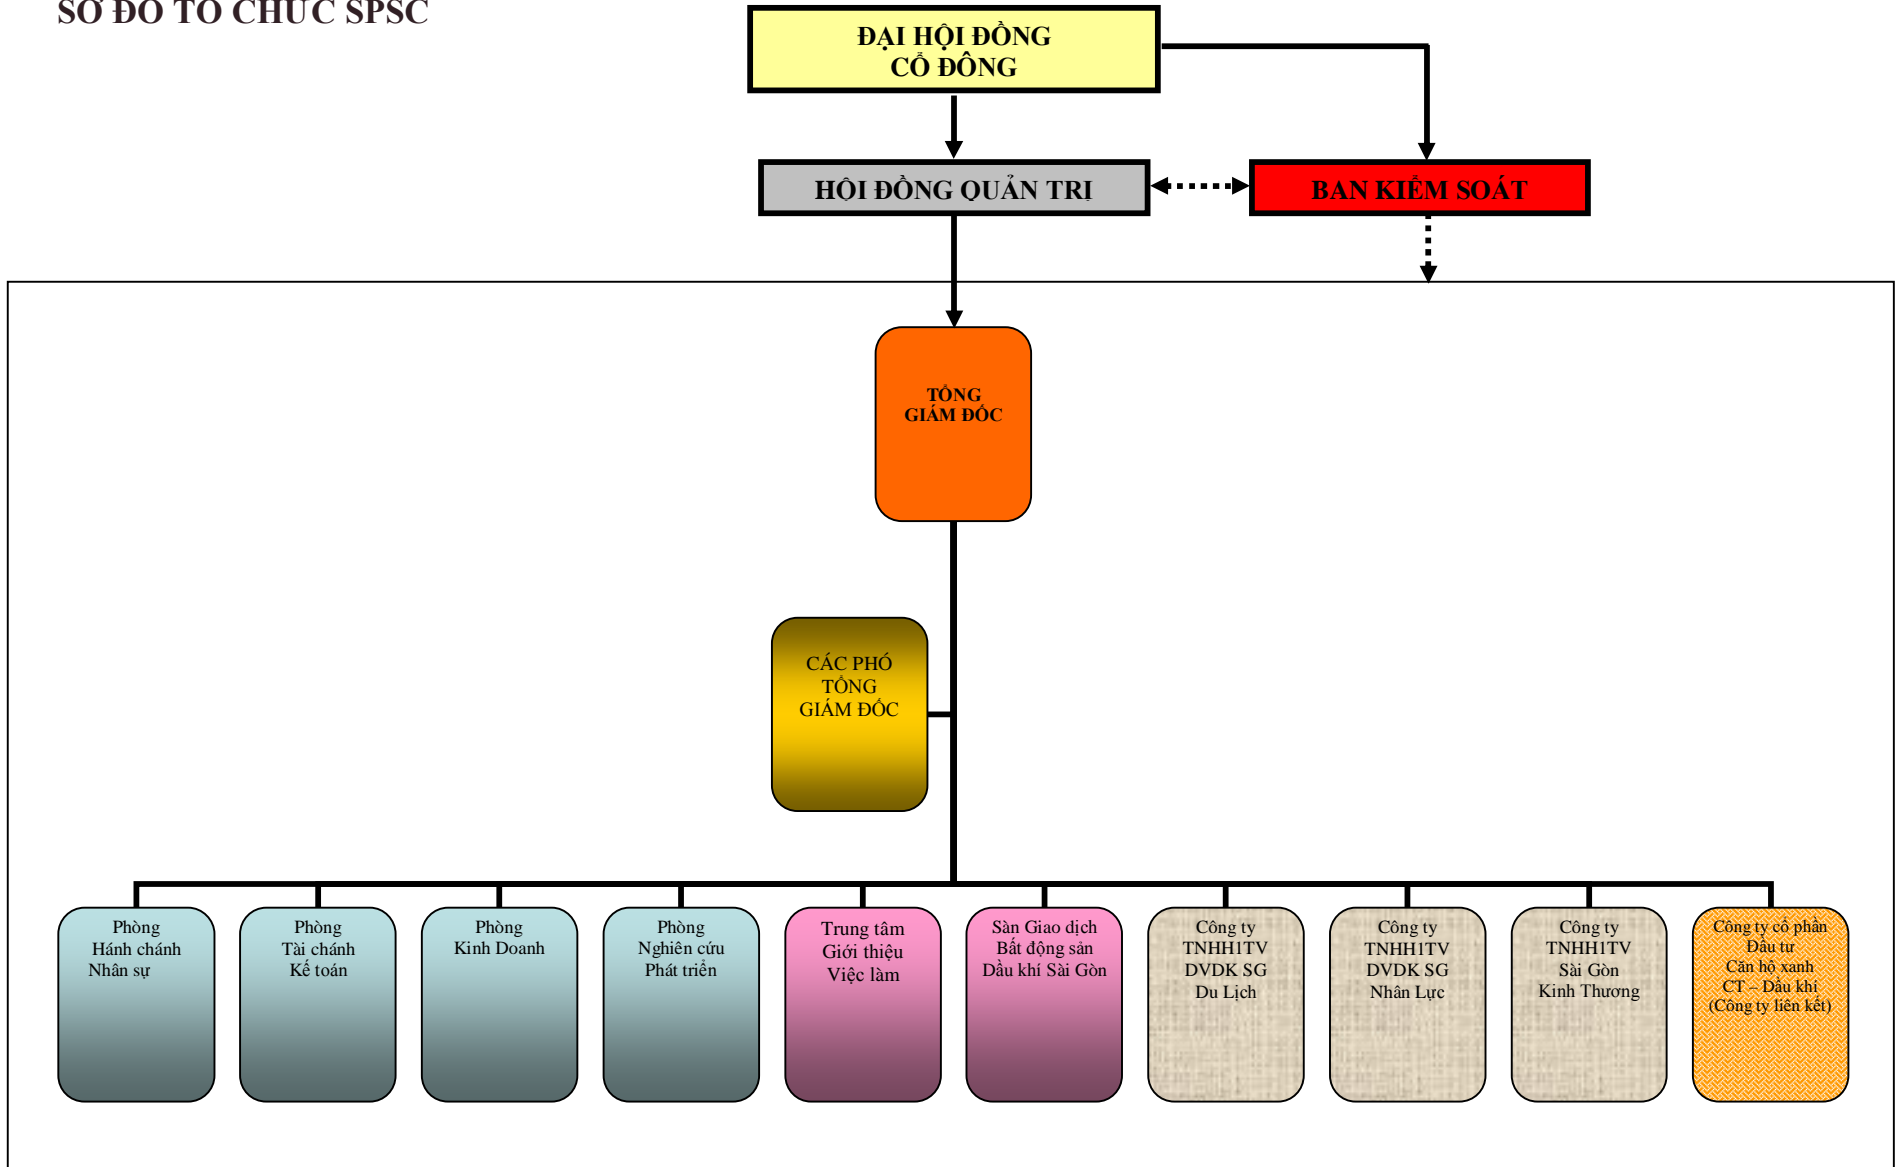 SƠ ĐỒ TỔ CHỨC SPSC
ĐẠI HỘI ĐỒNG
CỔ ĐÔNG
HỘI ĐỒNG QUẢN TRỊ
BAN KIỂM SOÁT
TỔNG
GIÁM ĐỐC
CÁC PHÓ
TỔNG
GIÁM ĐỐC
Phòng
Hánh chánh
Nhân sự
Phòng
Tài chánh
Kế toán
Phòng
Kinh Doanh
Phòng
Nghiên cứu
Phát triển
Trung tâm
Giới thiệu
Việc làm
Sàn Giao dịch
Bất động sản
Dầu khí Sài Gòn
Công ty
TNHH1TV
DVDK SG
Du Lịch
Công ty
TNHH1TV
DVDK SG
Nhân Lực
Công ty
TNHH1TV
Sài Gòn
Kinh Thương
Công ty cổ phần
Đầu tư
Căn hộ xanh
CT – Dầu khí
(Công ty liên kết)